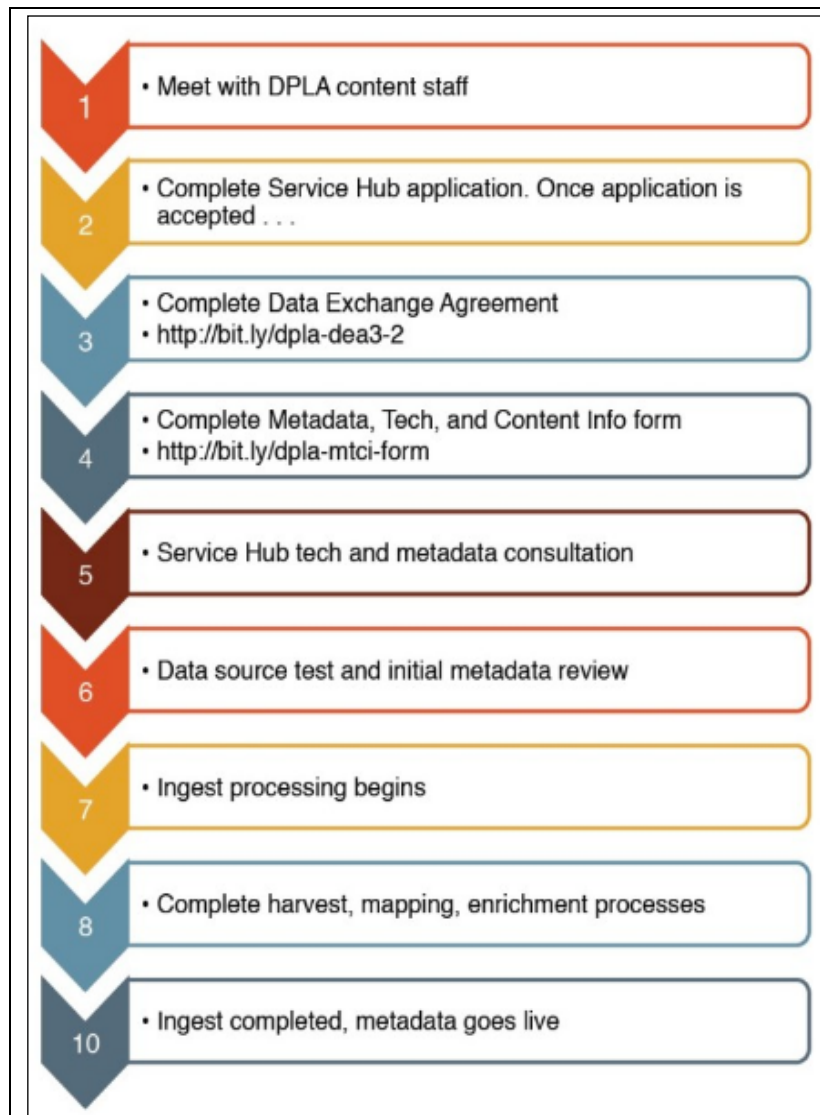 1
• Meet with DPLA content staff
2
• Complete Service Hub application. Once application is
accepted . . .
3
• Complete Data Exchange Agreement
• http://bit.ly/dpla-dea3-2
4
• Complete Metadata, Tech, and Content Info form
• http://bit.ly/dpla-mtci-form
5
• Service Hub tech and metadata consultation
6
• Data source test and initial metadata review
7
• Ingest processing begins
8
• Complete harvest, mapping, enrichment processes
10
• Ingest completed, metadata goes live